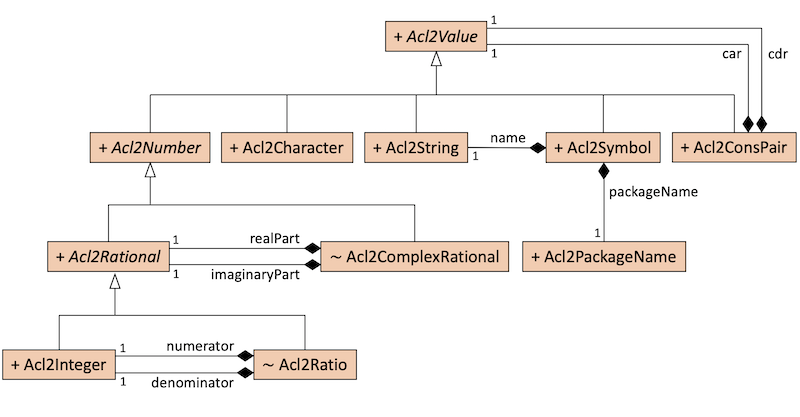 + Acl2Value
1
1
car
cdr
+ Acl2Number
+ Acl2Character
+ Acl2String
name
1
+ Acl2Symbol
+ Acl2ConsPair
packageName
1
+ Acl2Rational
1
realPart
1
imaginaryPart
~ Acl2ComplexRational
+ Acl2PackageName
+ Acl2Integer
1
numerator
1
denominator
~ Acl2Ratio